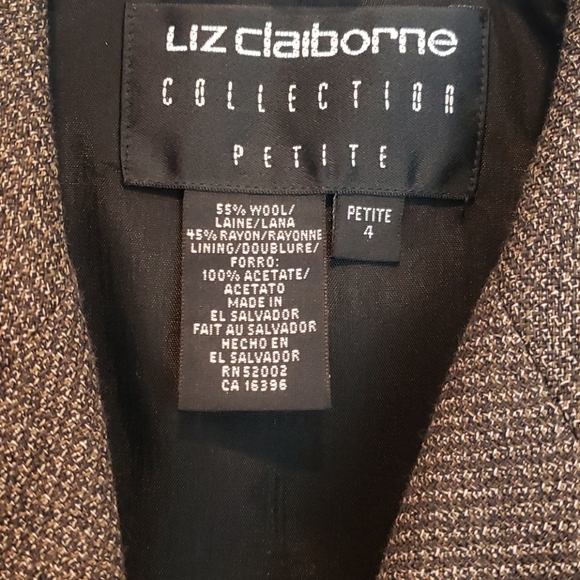 Liz claiborne
COLLECTION
PETITE
55% WOOL/
LAINE/LANA
45% RAYON/RAYONNE
LINING/DOUBLURE/
FORRO:
100% ACETATE/
ACETATO
MADE IN
EL SALVADOR
FAIT AU SALVADOR
HECHO EN
EL SALVADOR
RN52002
CA 16396
PETITE
4